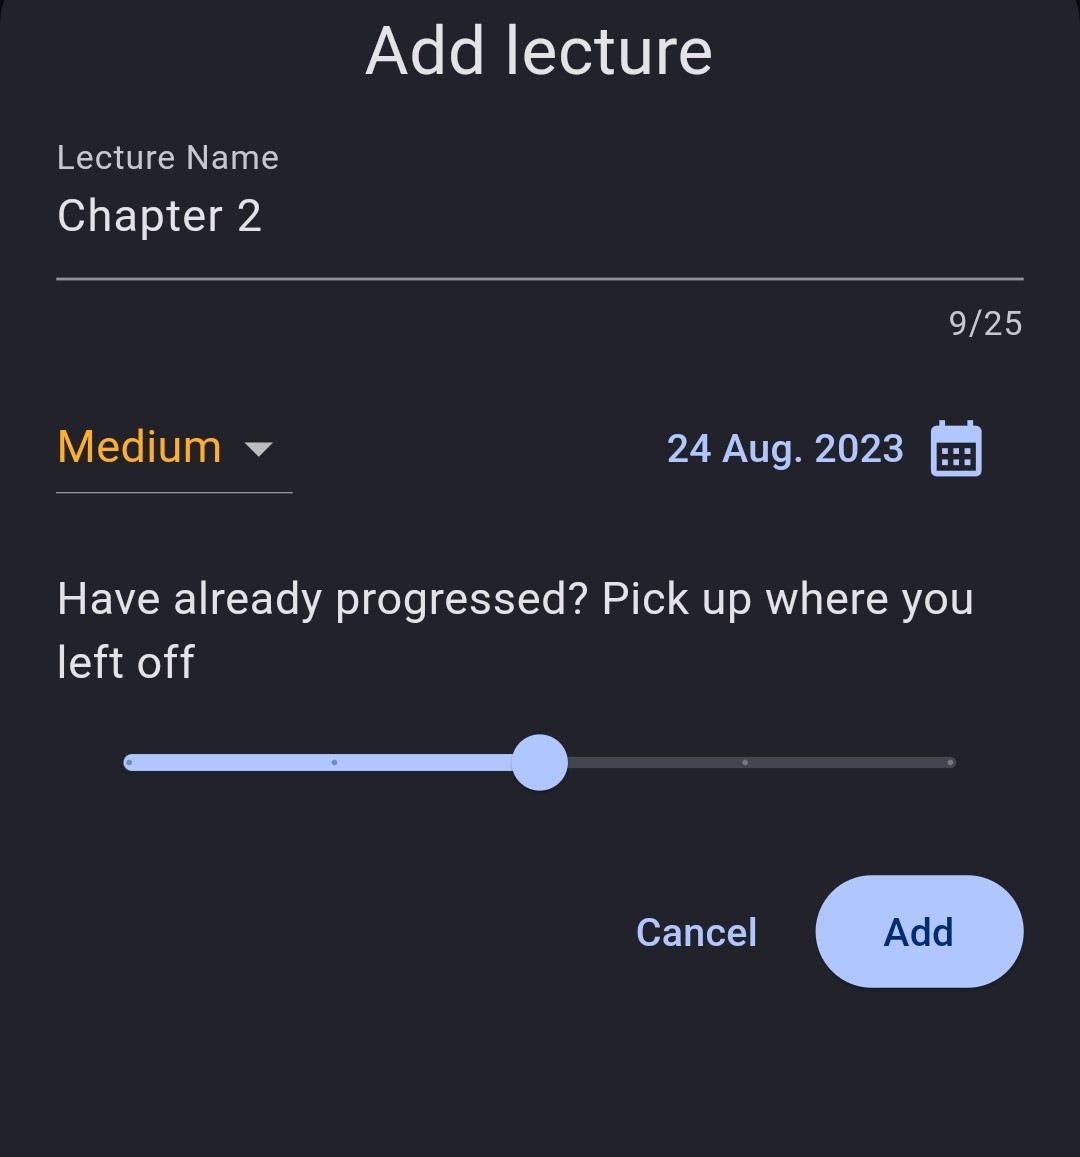 Add lecture
Lecture Name
Chapter 2
9/25
Medium
24 Aug. 2023
Have already progressed? Pick up where you
left off
Cancel
Add